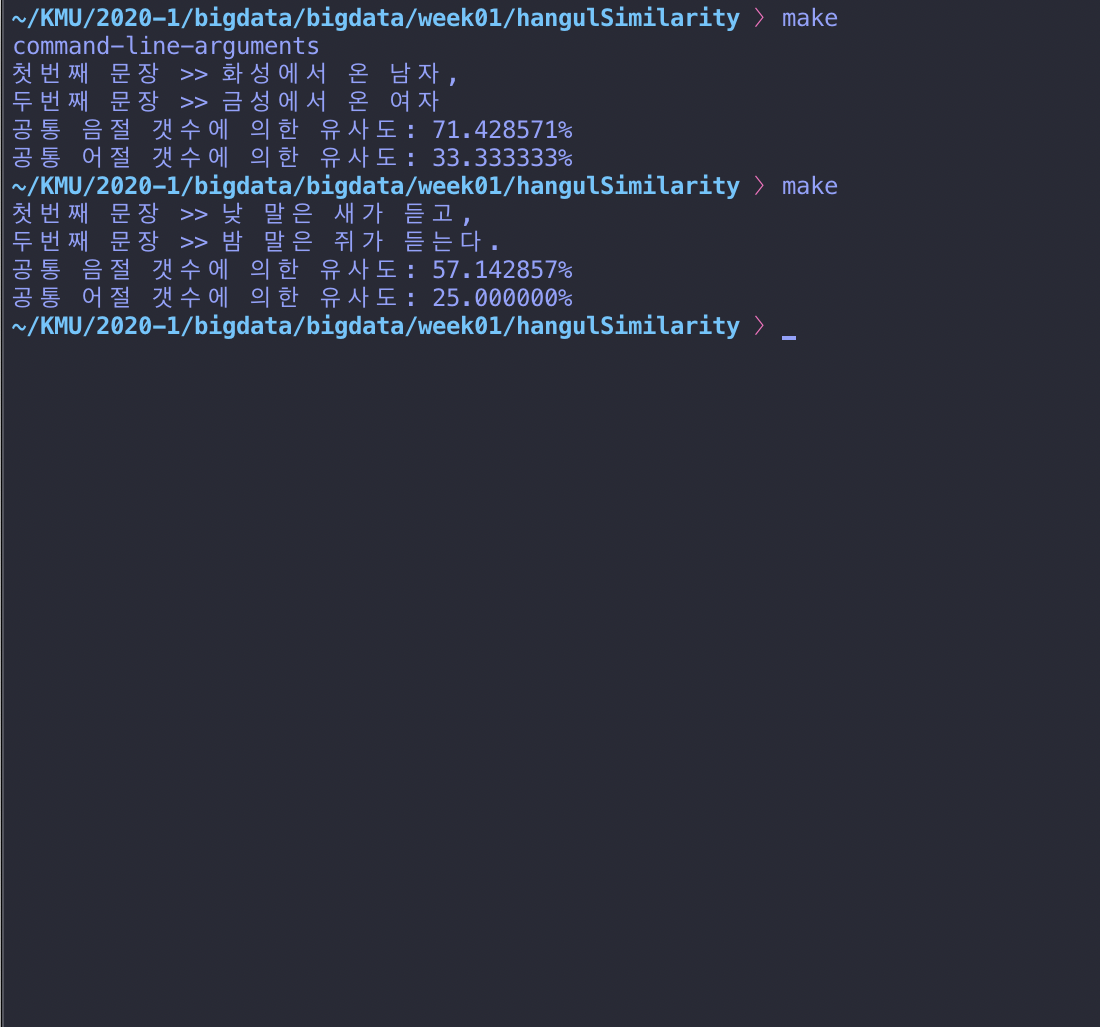 ~/KMU/2020-1/bigdata/bigdata/week01/hangulSimilarity 〉 make
command-line-arguments
첫번째 문장 >> 화성에서 온 남자,
두번째 문장 >> 금성에서 온 여자
공통 음절 갯수에 의한 유사도: 71.428571%
공통 어절 갯수에 의한 유사도: 33.333333%
~/KMU/2020-1/bigdata/bigdata/week01/hangulSimilarity 〉 make
첫번째 문장 >> 낮 말은 새가 듣고,
두번째 문장 >> 밤 말은 쥐가 듣는다.
공통 음절 갯수에 의한 유사도: 57.142857%
공통 어절 갯수에 의한 유사도: 25.000000%
~/KMU/2020-1/bigdata/bigdata/week01/hangulSimilarity 〉 _